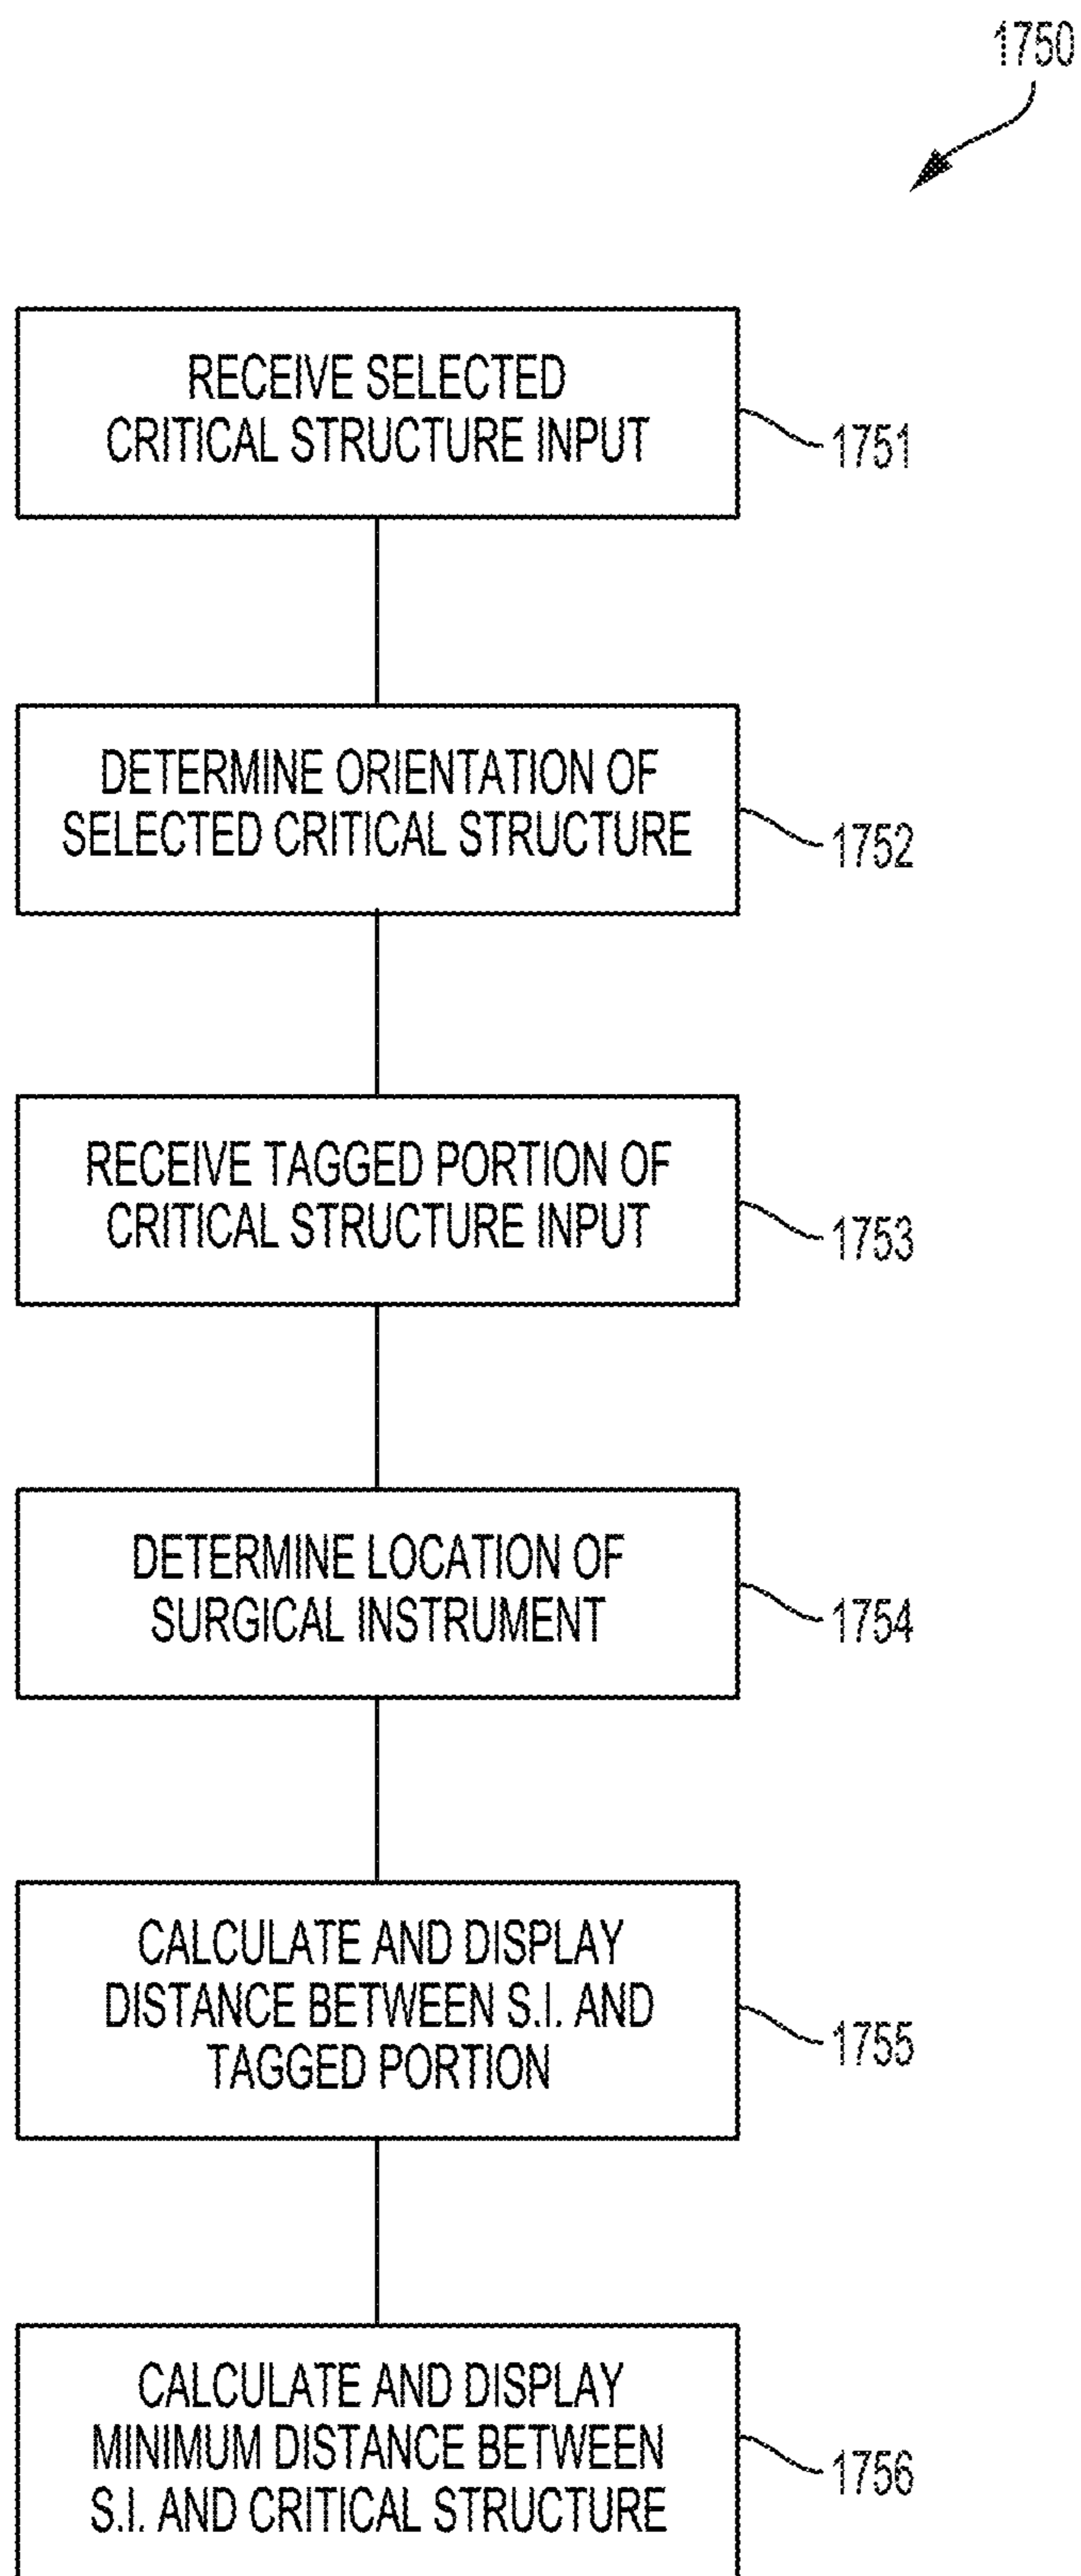 1750
RECEIVE SELECTED
CRITICAL STRUCTURE INPUT
1751
DETERMINE ORIENTATION OF
SELECTED CRITICAL STRUCTURE
1752
RECEIVE TAGGED PORTION OF
CRITICAL STRUCTURE INPUT
1753
DETERMINE LOCATION OF
SURGICAL INSTRUMENT
1754
CALCULATE AND DISPLAY
DISTANCE BETWEEN S.I. AND
TAGGED PORTION
1755
CALCULATE AND DISPLAY
MINIMUM DISTANCE BETWEEN
S.I. AND CRITICAL STRUCTURE
1756